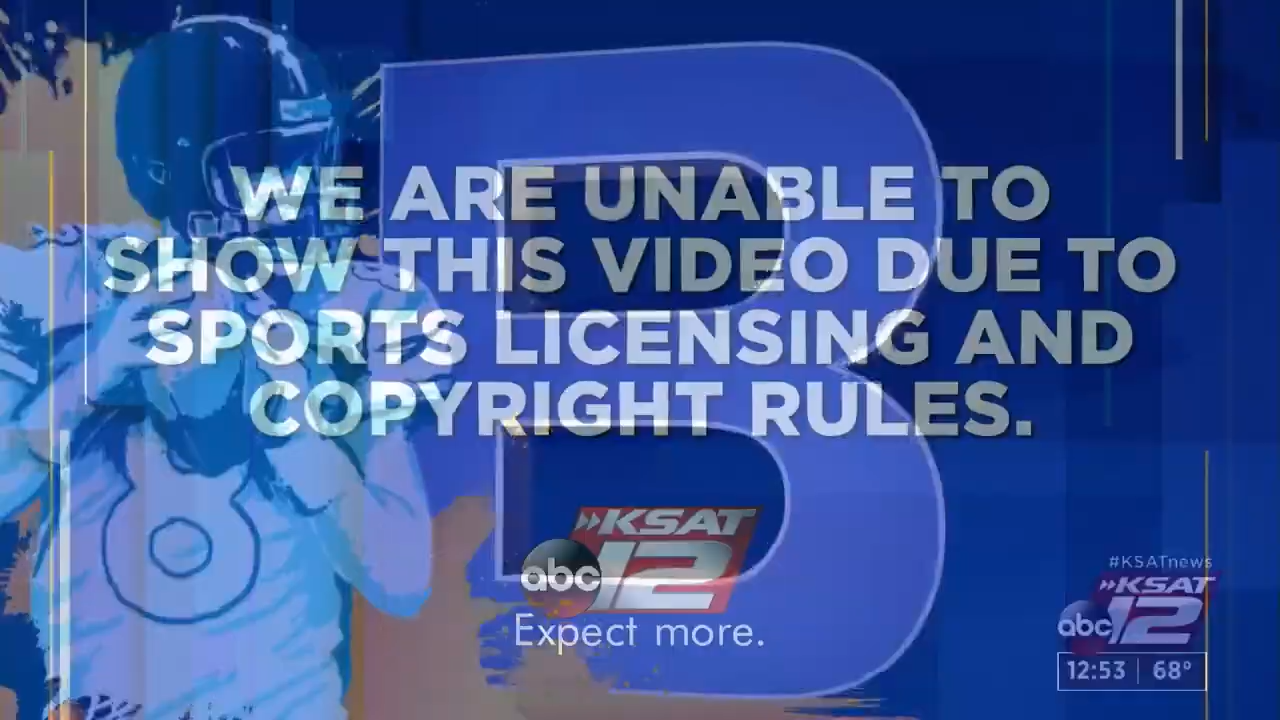 WE ARE UNABLE TO
SHOW THIS VIDEO DUE TO
SPORTS LICENSING AND
COPYRIGHT RULES.
B
»KSAT
abc 12
Expect more.
#KSATnews
»KSAT
abc 12
12:53 | 68°